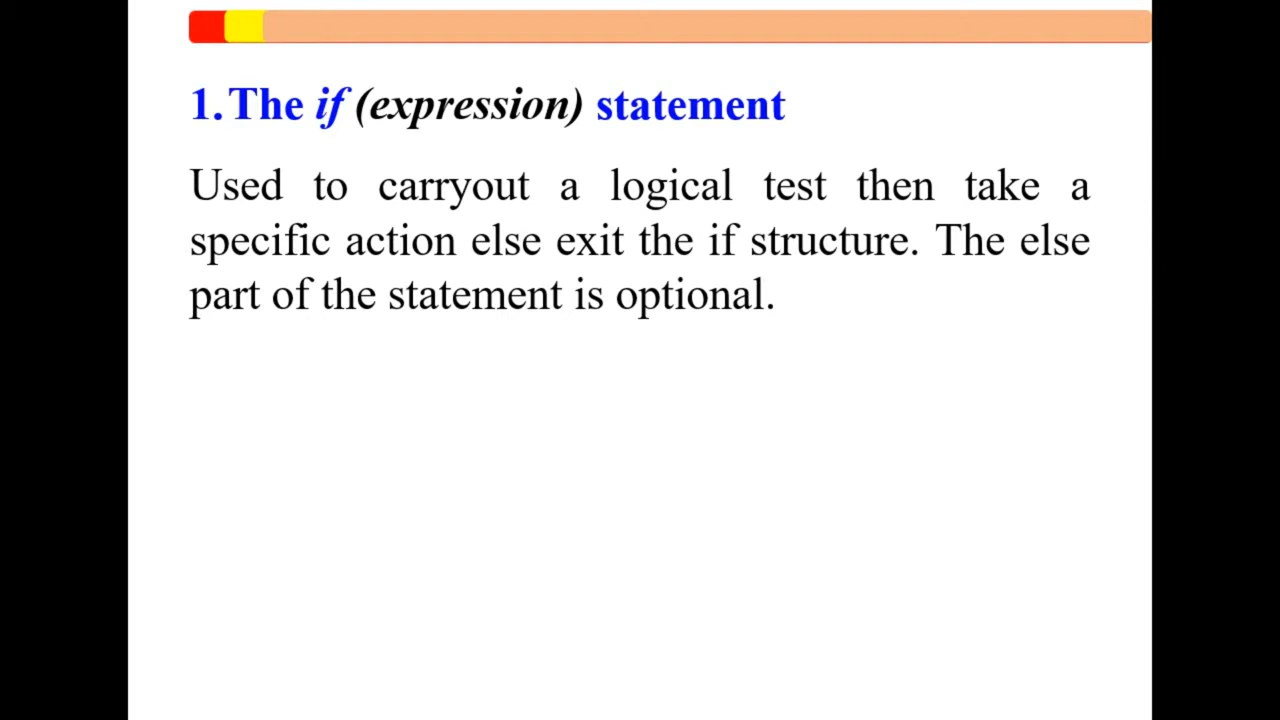 1. The if (expression) statement
Used to carryout a logical test then take a
specific action else exit the if structure. The else
part of the statement is optional.